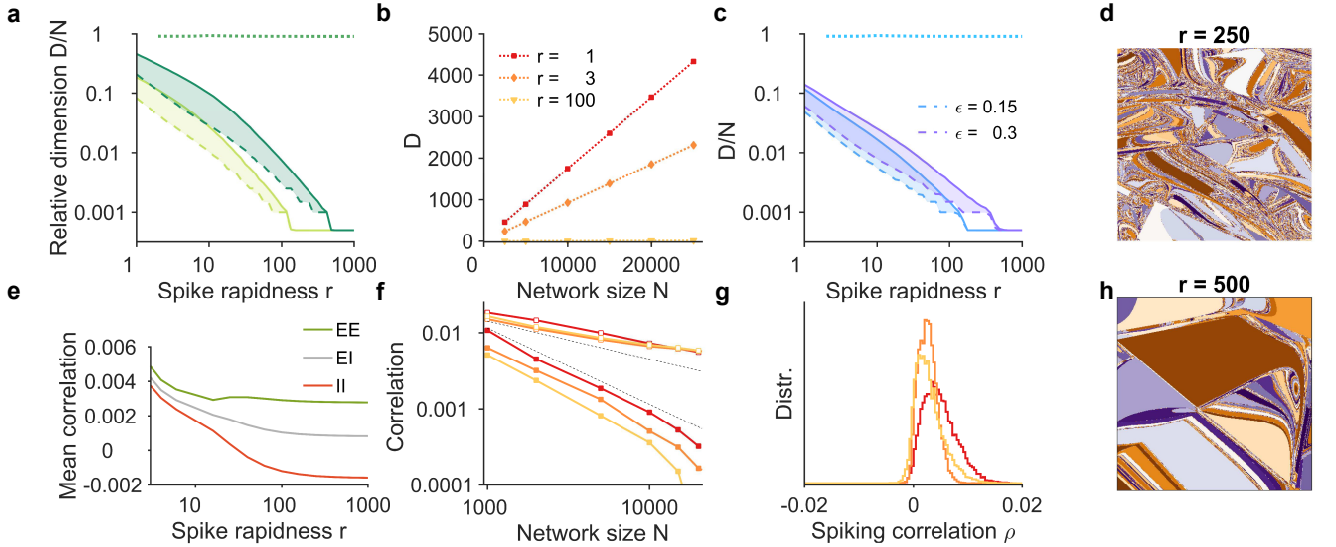 a
Relative dimension D/N
1
0.1
0.01
0.001
1 10 100 1000
Spike rapidness r
b
D
5000
4000
3000
2000
1000
0
r = 1
r = 3
r = 100
0 10000 20000
Network size N
c
D/N
1
0.1
0.01
0.001
ϵ = 0.15
ϵ = 0.3
1 10 100 1000
Spike rapidness r
d
r = 250
e
Mean correlation
0.006
0.004
0.002
0
-0.002
EE
EI
II
10 100 1000
Spike rapidness r
f
Correlation
0.01
0.001
0.0001
1000 10000
Network size N
g
Distr.
-0.02 0 0.02
Spiking correlation ρ
h
r = 500